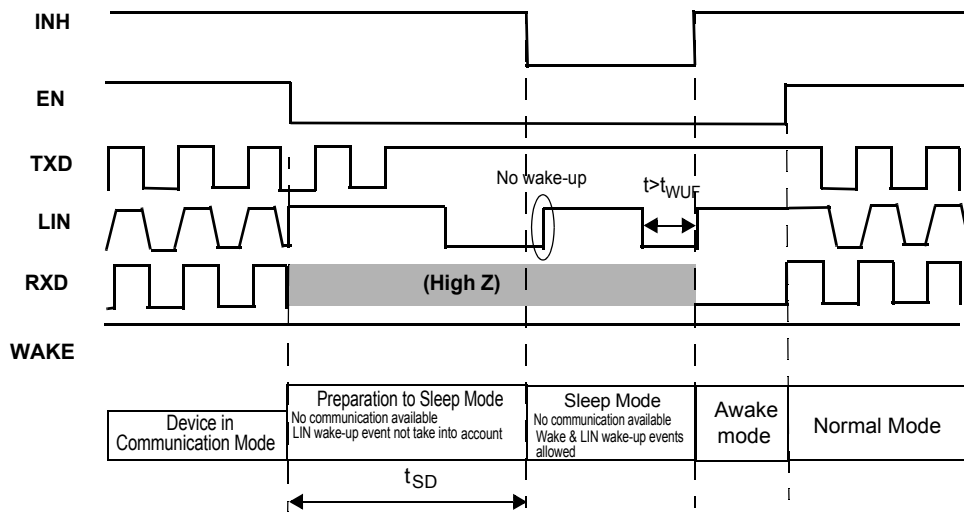 INH
EN
TXD
No wake-up
t>tWUF
LIN
RXD
(High Z)
WAKE
Device in
Communication Mode
Preparation to Sleep Mode
No communication available
LIN wake-up event not take into account
Sleep Mode
No communication available
Wake & LIN wake-up events
allowed
Awake
mode
Normal Mode
tSD